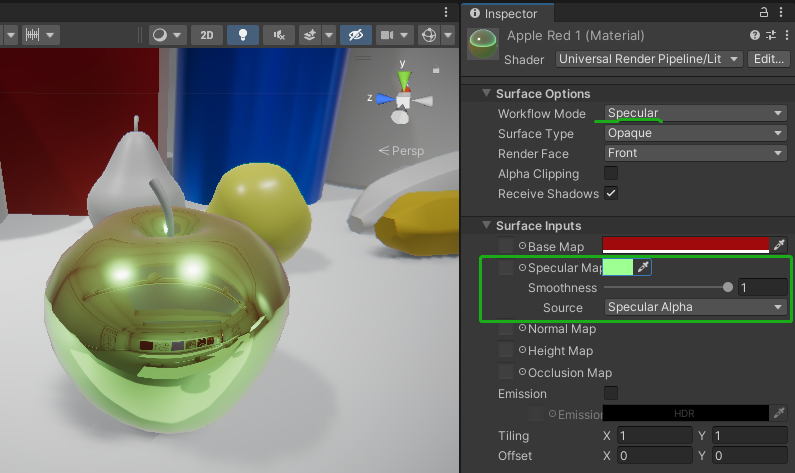 Inspector
2D
Apple Red 1 (Material)
Shader Universal Render Pipeline/Lit Edit...
y
z
Persp
Surface Options
Workflow Mode Specular
Surface Type Opaque
Render Face Front
Alpha Clipping
Receive Shadows
Surface Inputs
Base Map
Specular Map
Smoothness 1
Source Specular Alpha
Normal Map
Height Map
Occlusion Map
Emission
Emission HDR
Tiling X 1 Y 1
Offset X 0 Y 0